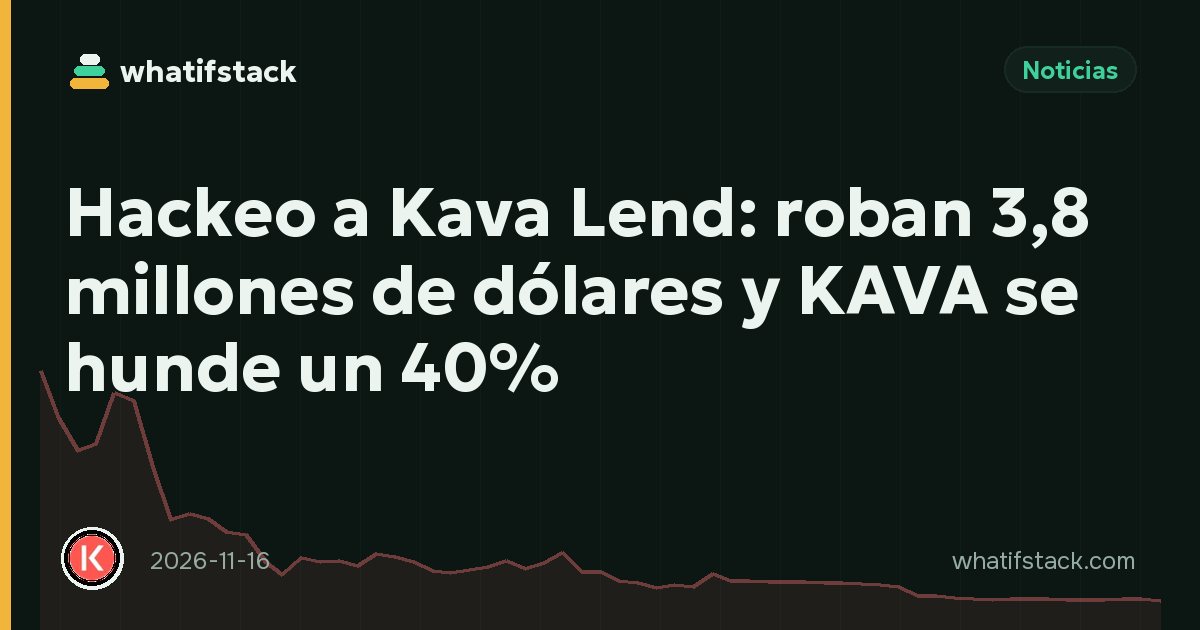 whatifstack
Noticias
Hackeo a Kava Lend: roban 3,8
millones de dólares y KAVA se
hunde un 40%
K
2026-11-16
whatifstack.com